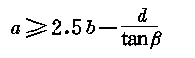 a ⩾ 2.5b − d/tanβ